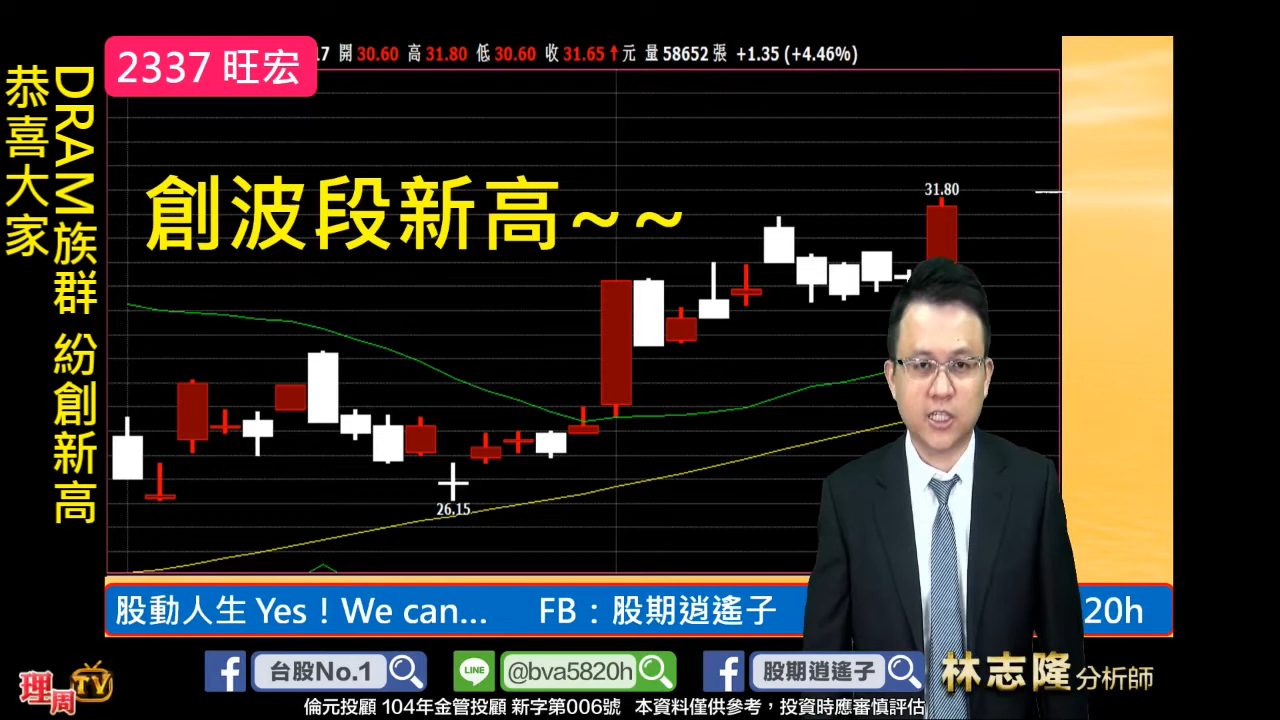 恭喜大家
DRAM族群 紛創新高
2337 旺宏
17 開 30.60 高 31.80 低 30.60 收 31.65↑元 量 58652 張 +1.35 (+4.46%)
創波段新高~~
31.80
26.15
股動人生 Yes！We can... FB：股期逍遙子 20h
理周TV
台股No.1
LINE
@bva5820h
股期逍遙子
林志隆 分析師
倫元投顧 104年金管投顧 新字第006號 本資料僅供參考，投資時應審慎評估